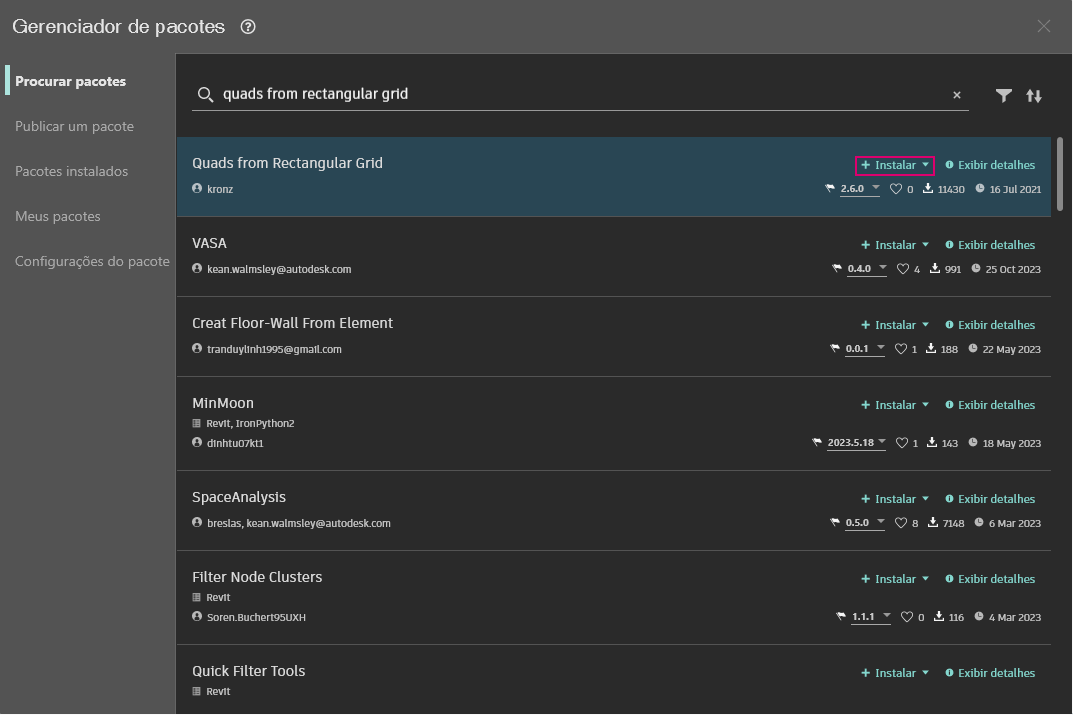 Gerenciador de pacotes
Procurar pacotes
Publicar um pacote
Pacotes instalados
Meus pacotes
Configurações do pacote
quads from rectangular grid
Quads from Rectangular Grid
Instalar Exibir detalhes
kronz
2.6.0 0 11430 16 Jul 2021
VASA
Instalar Exibir detalhes
kean.walmsley@autodesk.com
0.4.0 4 991 25 Oct 2023
Creat Floor-Wall From Element
Instalar Exibir detalhes
tranduylinh1995@gmail.com
0.0.1 1 188 22 May 2023
MinMoon
Instalar Exibir detalhes
Revit, IronPython2
dinhtu07kt1
2023.5.18 1 143 18 May 2023
SpaceAnalysis
Instalar Exibir detalhes
breslas, kean.walmsley@autodesk.com
0.5.0 8 7148 6 Mar 2023
Filter Node Clusters
Instalar Exibir detalhes
Revit
Soren.Buchert95UXH
1.1.1 0 116 4 Mar 2023
Quick Filter Tools
Instalar Exibir detalhes
Revit